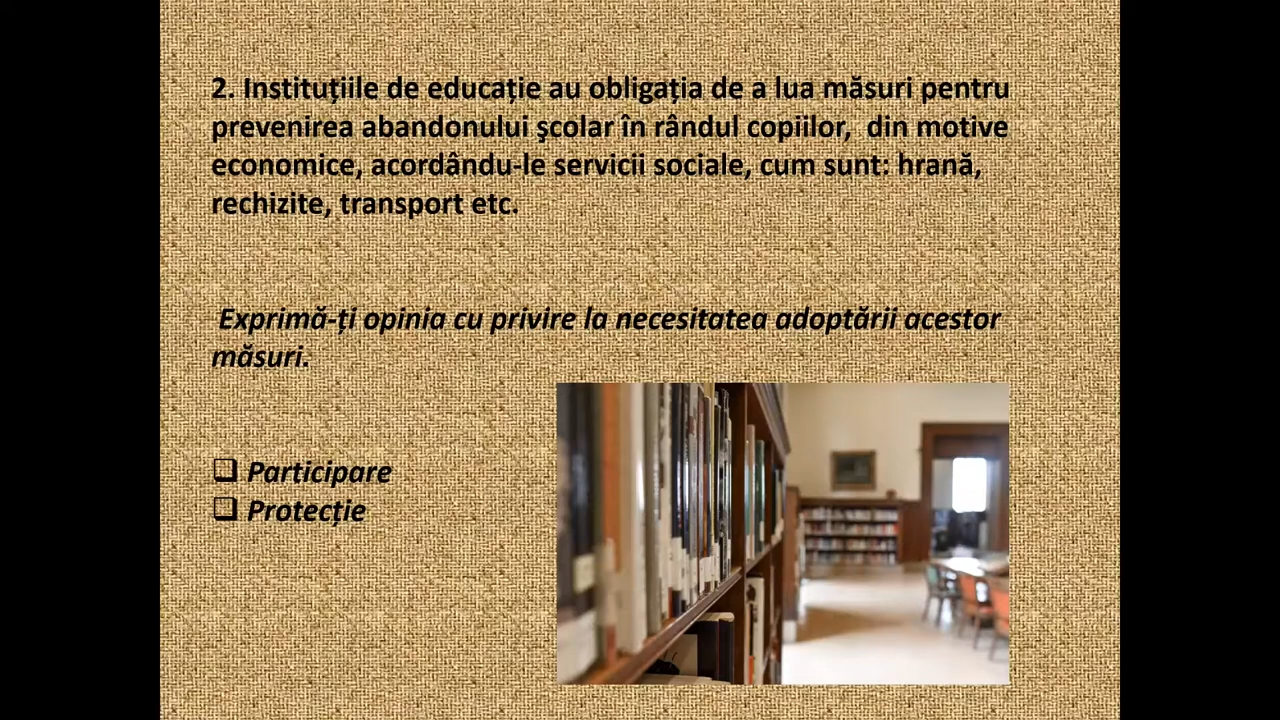 2. Instituțiile de educație au obligația de a lua măsuri pentru
prevenirea abandonului şcolar în rândul copiilor, din motive
economice, acordându-le servicii sociale, cum sunt: hrană,
rechizite, transport etc.
Exprimă-ți opinia cu privire la necesitatea adoptării acestor
măsuri.
❑ Participare
❑ Protecție